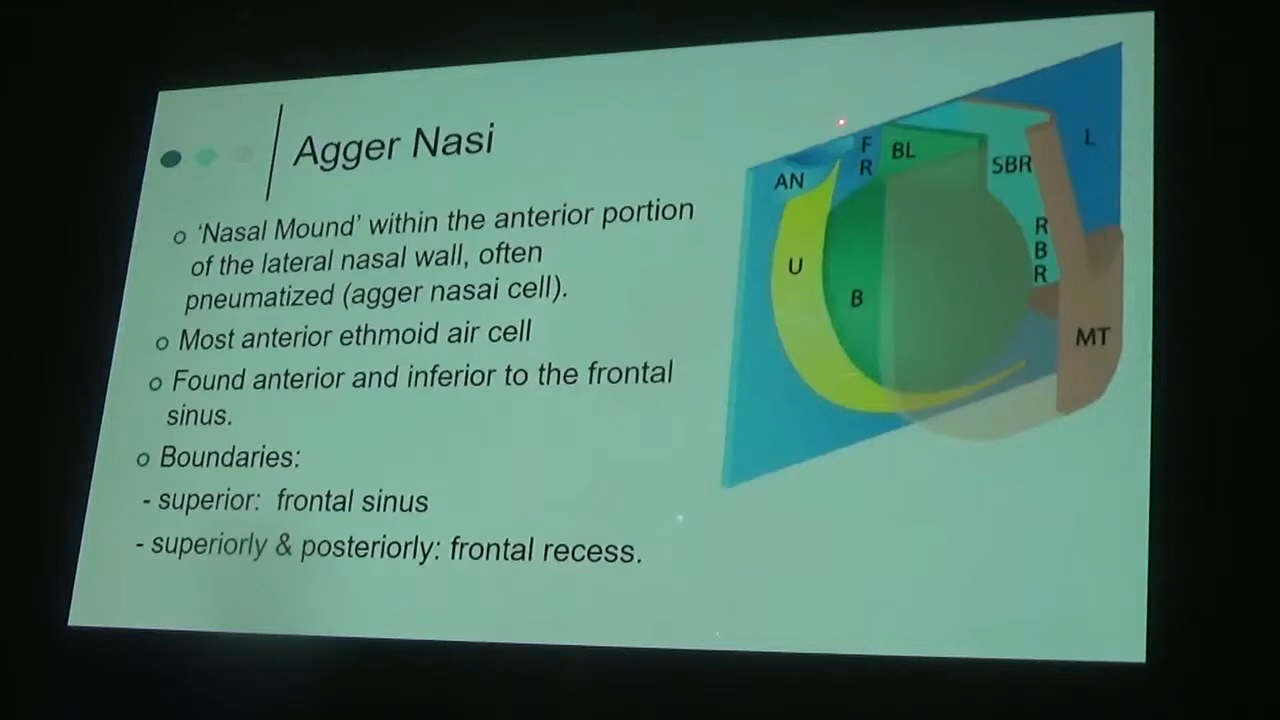 Agger Nasi
‘Nasal Mound’ within the anterior portion
of the lateral nasal wall, often
pneumatized (agger nasai cell).
Most anterior ethmoid air cell
Found anterior and inferior to the frontal
sinus.
Boundaries:
- superior: frontal sinus
- superiorly & posteriorly: frontal recess.
AN
F
R
BL
SBR
L
U
B
R
B
R
MT